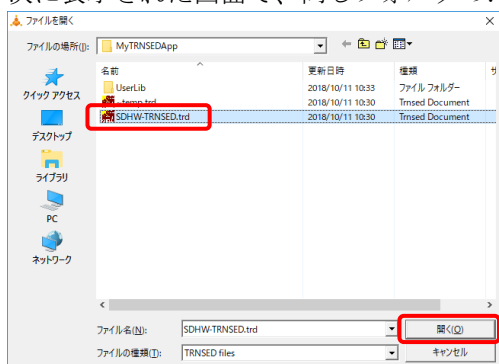 ファイルを開く
ファイルの場所(I):
MyTRNSEDApp
名前
更新日時
種類
サ
UserLib
2018/10/11 10:33
ファイル フォルダー
2018/10/11 10:30
Trnsed Document
SDHW-TRNSED.trd
2018/10/11 10:30
Trnsed Document
クイック アクセス
デスクトップ
ライブラリ
PC
ネットワーク
ファイル名(N):
SDHW-TRNSED.trd
開く(O)
ファイルの種類(T):
TRNSED files
キャンセル